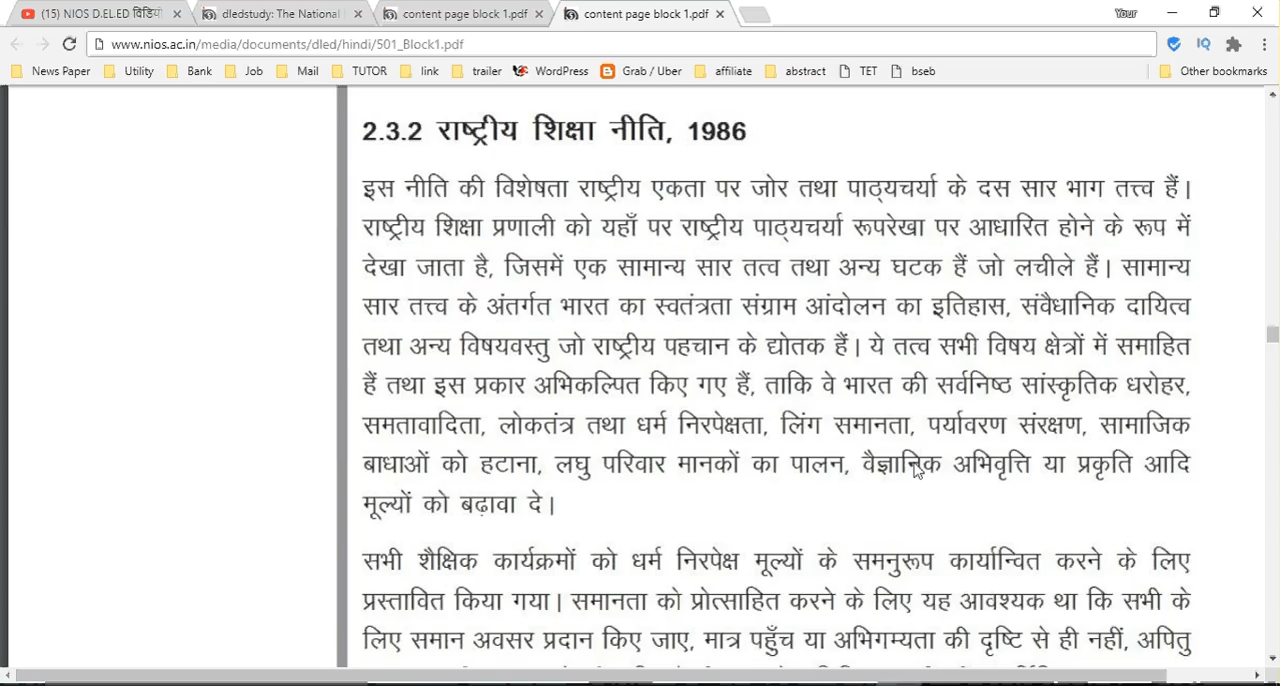 (15) NIOS D.ELED विडिय
dledstudy: The National
content page block 1.pdf
content page block 1.pdf
Your
www.nios.ac.in/media/documents/dled/hindi/501_Block1.pdf
News Paper Utility Bank Job Mail TUTOR link trailer WordPress Grab / Uber affiliate abstract TET bseb Other bookmarks
2.3.2 राष्ट्रीय शिक्षा नीति, 1986
इस नीति की विशेषता राष्ट्रीय एकता पर जोर तथा पाठ्यचर्या के दस सार भाग तत्त्व हैं।
राष्ट्रीय शिक्षा प्रणाली को यहाँ पर राष्ट्रीय पाठ्यचर्या रूपरेखा पर आधारित होने के रूप में
देखा जाता है, जिसमें एक सामान्य सार तत्व तथा अन्य घटक हैं जो लचीले हैं। सामान्य
सार तत्त्व के अंतर्गत भारत का स्वतंत्रता संग्राम आंदोलन का इतिहास, संवैधानिक दायित्व
तथा अन्य विषयवस्तु जो राष्ट्रीय पहचान के द्योतक हैं। ये तत्व सभी विषय क्षेत्रों में समाहित
हैं तथा इस प्रकार अभिकल्पित किए गए हैं, ताकि वे भारत की सर्वनिष्ठ सांस्कृतिक धरोहर,
समतावादिता, लोकतंत्र तथा धर्म निरपेक्षता, लिंग समानता, पर्यावरण संरक्षण, सामाजिक
बाधाओं को हटाना, लघु परिवार मानकों का पालन, वैज्ञानिक अभिवृत्ति या प्रकृति आदि
मूल्यों को बढ़ावा दे।
सभी शैक्षिक कार्यक्रमों को धर्म निरपेक्ष मूल्यों के समनुरूप कार्यान्वित करने के लिए
प्रस्तावित किया गया। समानता को प्रोत्साहित करने के लिए यह आवश्यक था कि सभी के
लिए समान अवसर प्रदान किए जाए, मात्र पहुँच या अभिगम्यता की दृष्टि से ही नहीं, अपितु